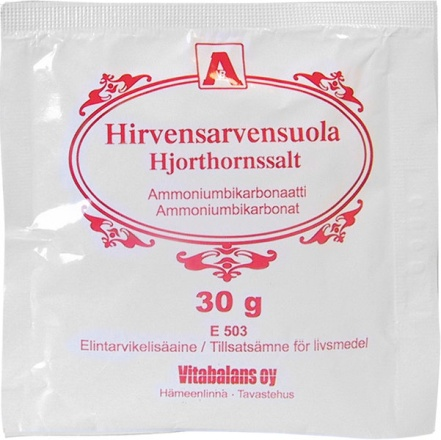 A
Hirvensarvensuola
Hjorthornssalt
Ammoniumbikarbonaatti
Ammoniumbikarbonat
30 g
E 503
Elintarvikelisäaine / Tillsatsämne för livsmedel
Vitabalans oy
Hämeenlinna - Tavastehus